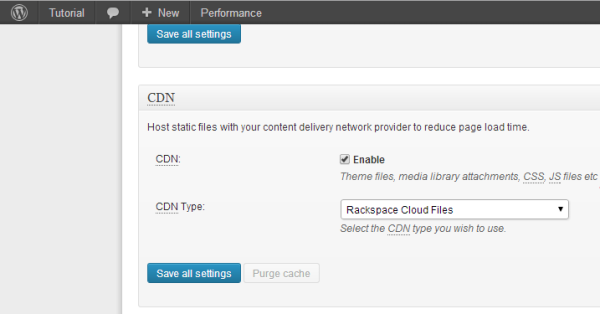 Tutorial New Performance
Save all settings
CDN
Host static files with your content delivery network provider to reduce page load time.
CDN: Enable
Theme files, media library attachments, CSS, JS files etc
CDN Type: Rackspace Cloud Files
Select the CDN type you wish to use.
Save all settings Purge cache